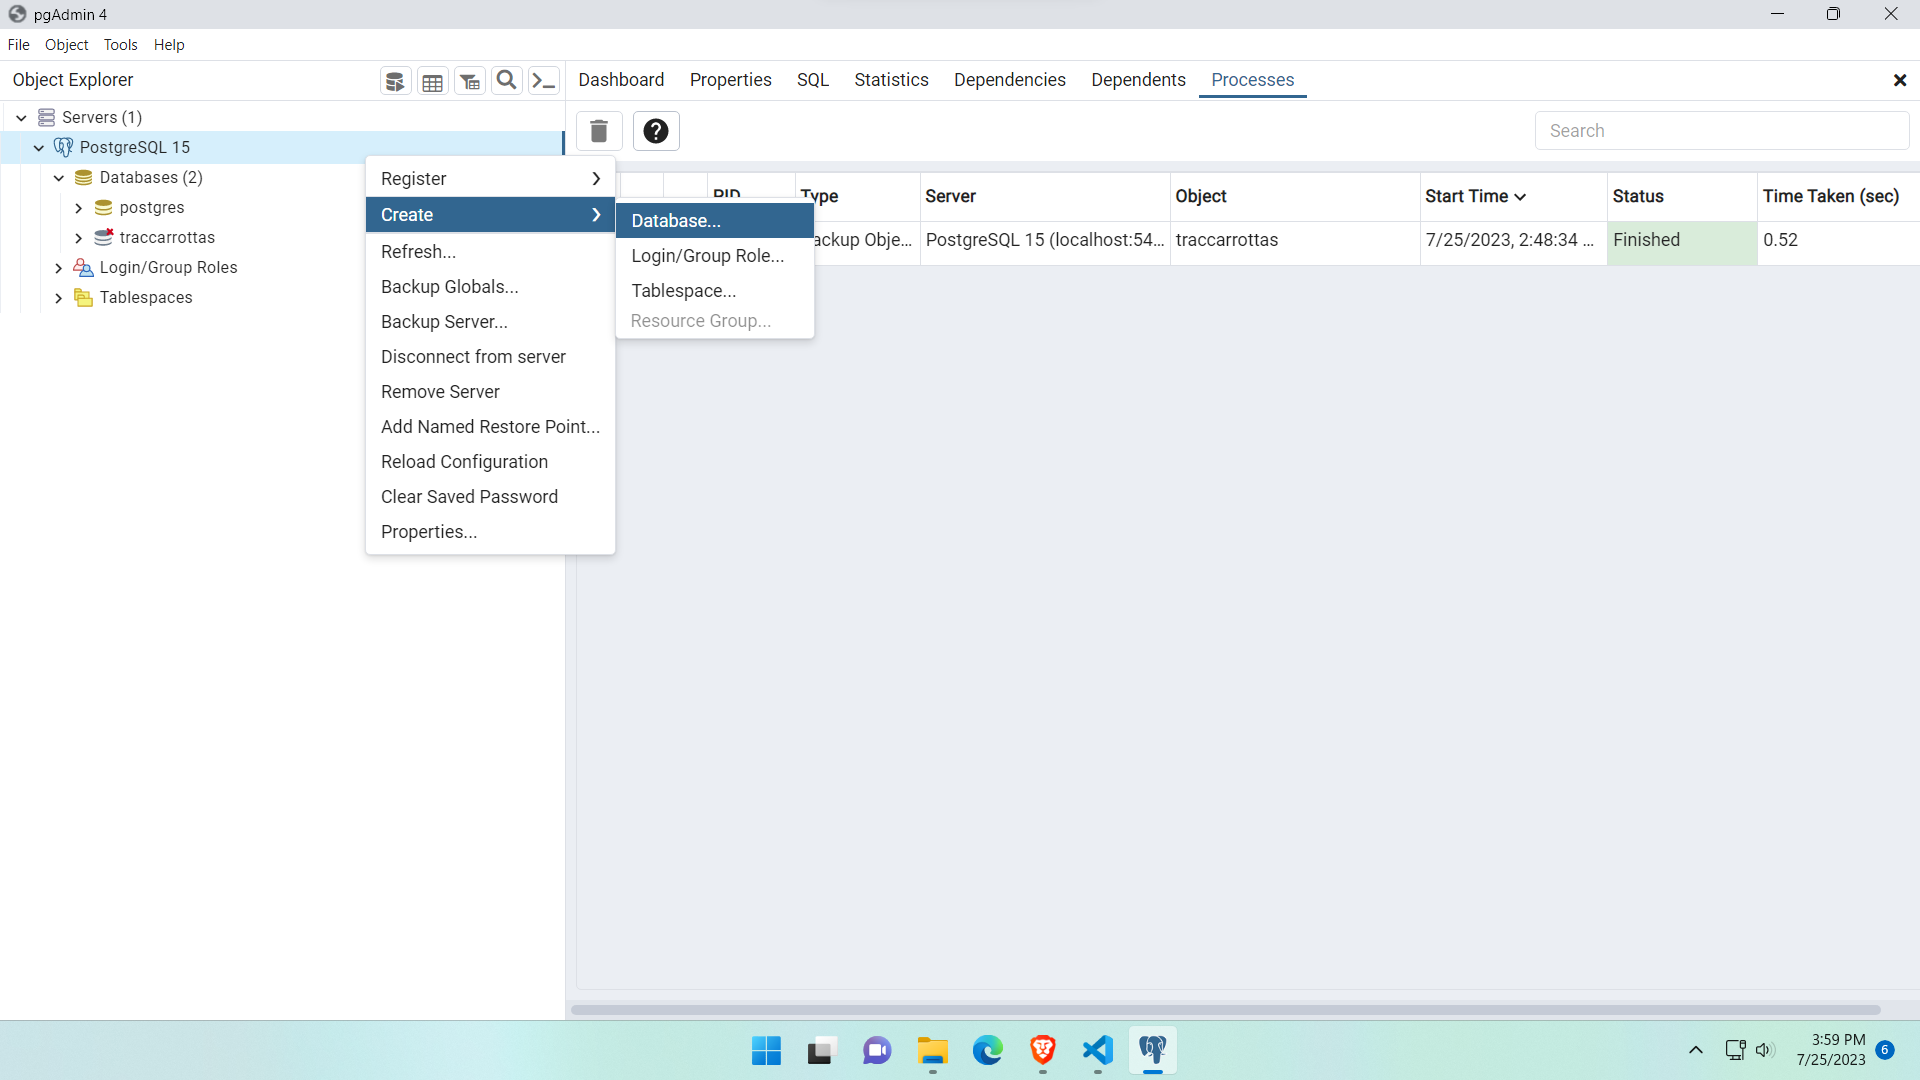 pgAdmin 4
File Object Tools Help
Object Explorer
Dashboard Properties SQL Statistics Dependencies Dependents Processes
Servers (1)
PostgreSQL 15
Databases (2)
postgres
traccarrottas
Login/Group Roles
Tablespaces
Register
Create
Refresh...
Backup Globals...
Backup Server...
Disconnect from server
Remove Server
Add Named Restore Point...
Reload Configuration
Clear Saved Password
Properties...
Database...
Login/Group Role...
Tablespace...
Resource Group...
Search
PID Type Server Object Start Time Status Time Taken (sec)
ackup Obje... PostgreSQL 15 (localhost:54... traccarrottas 7/25/2023, 2:48:34 ... Finished 0.52
3:59 PM
7/25/2023
6